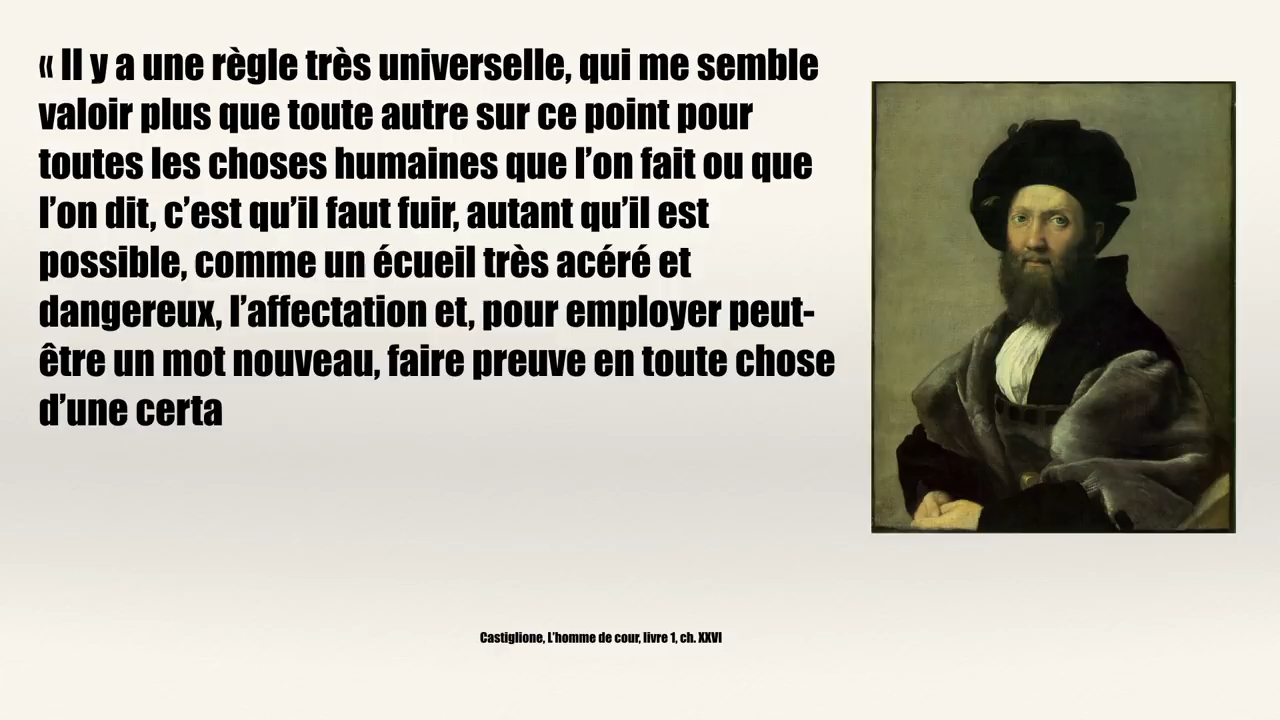 « Il y a une règle très universelle, qui me semble
valoir plus que toute autre sur ce point pour
toutes les choses humaines que l’on fait ou que
l’on dit, c’est qu’il faut fuir, autant qu’il est
possible, comme un écueil très acéré et
dangereux, l’affectation et, pour employer peut-
être un mot nouveau, faire preuve en toute chose
d’une certa
Castiglione, L’homme de cour, livre 1, ch. XXVI